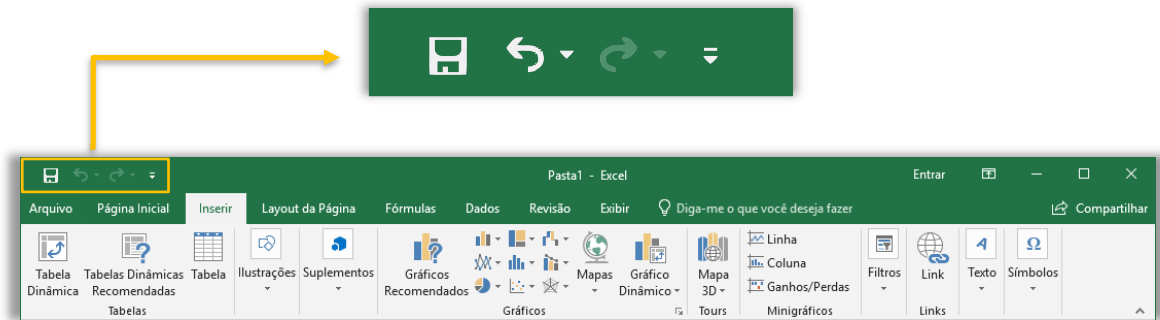 Pasta1 - Excel
Entrar
Arquivo Página Inicial Inserir Layout da Página Fórmulas Dados Revisão Exibir Diga-me o que você deseja fazer Compartilhar
Tabela Dinâmica
Tabelas Dinâmicas Recomendadas
Tabela
Ilustrações
Suplementos
Gráficos Recomendados
Mapas
Gráfico Dinâmico
Mapa 3D
Linha
Coluna
Ganhos/Perdas
Filtros
Link
Texto
Símbolos
Tabelas
Gráficos
Tours
Minigráficos
Links